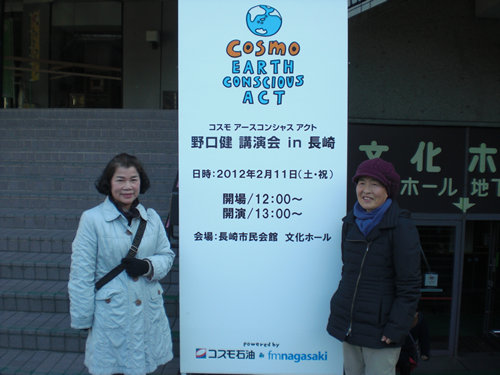 COSMO
EARTH
CONSCIOUS
ACT
コスモ アースコンシャス アクト
野口健 講演会 in 長崎
日時:2012年2月11日(土・祝)
開場/12:00～
開演/13:00～
会場:長崎市民会館 文化ホール
powered by
コスモ石油 & fmnagasaki
文化ホ
ホール 地下